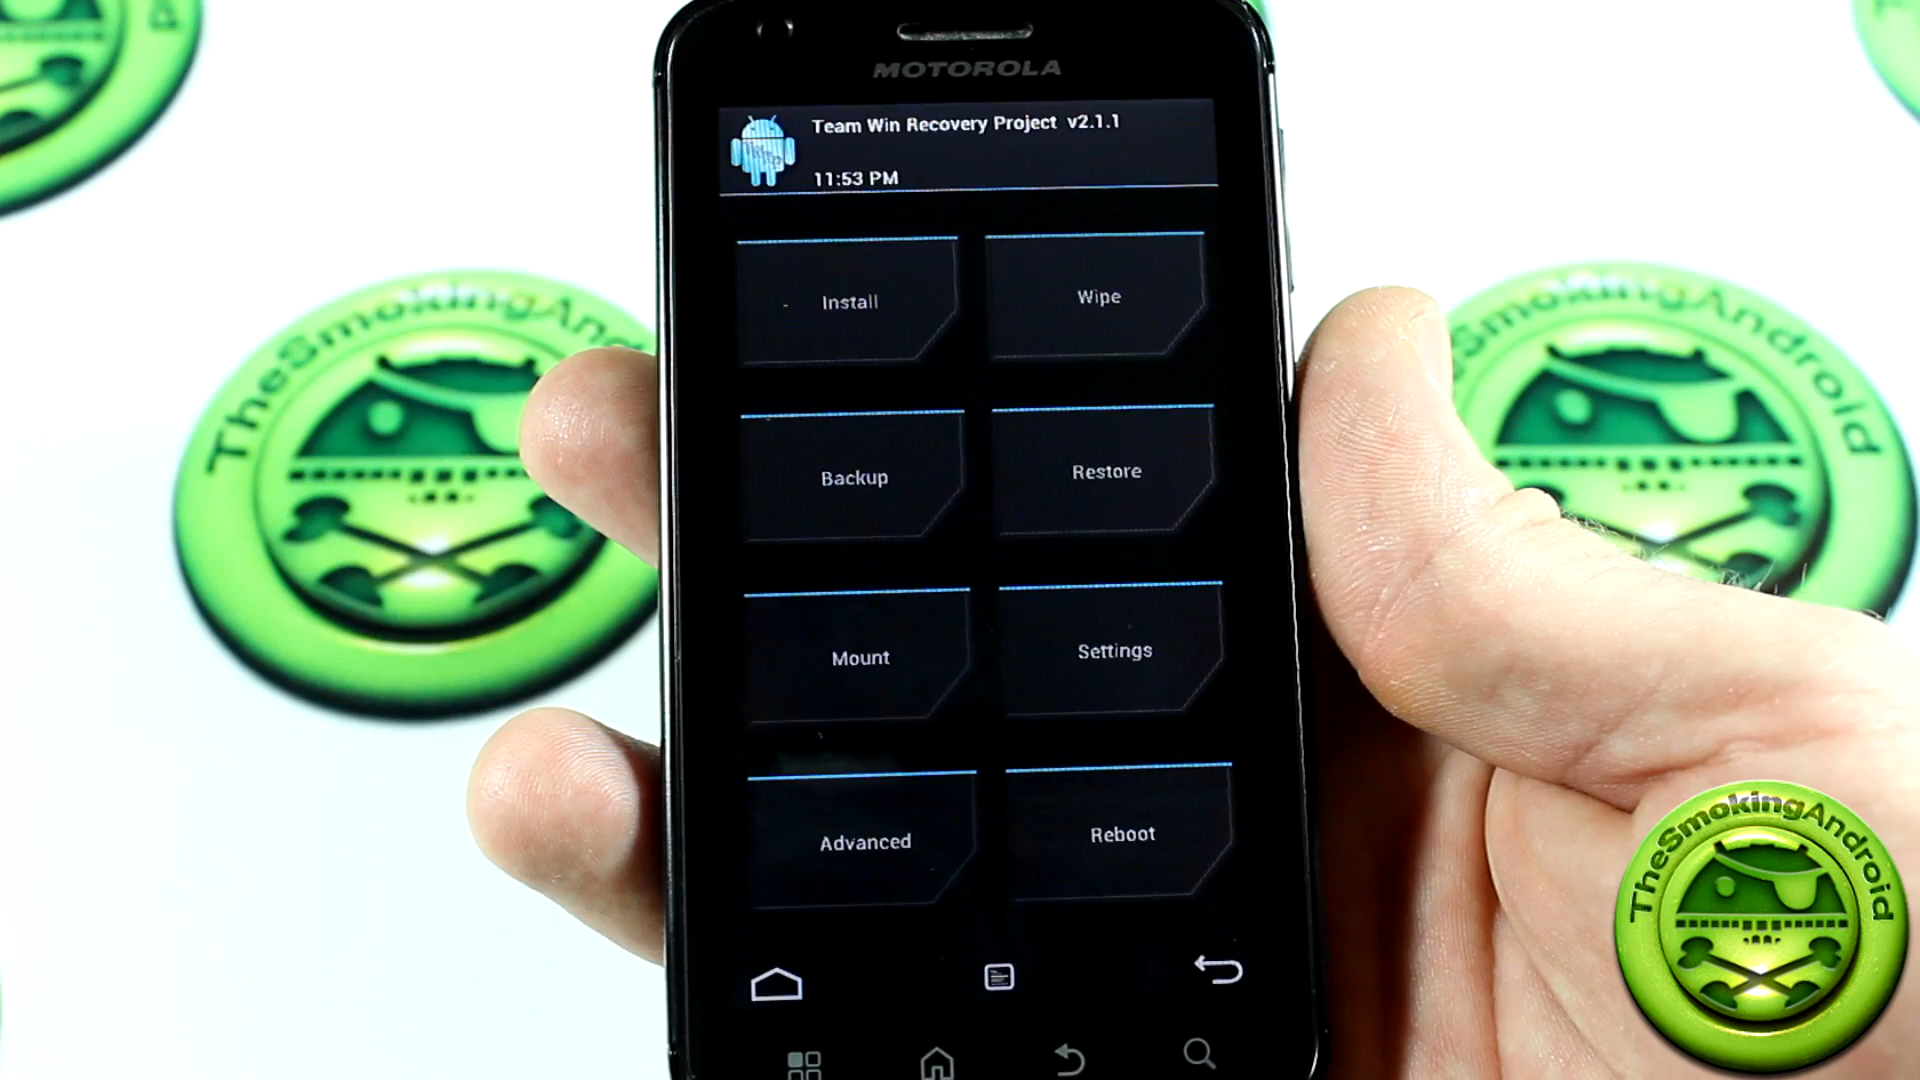 MOTOROLA
Team Win Recovery Project v2.1.1
11:53 PM
Install
Wipe
Backup
Restore
Mount
Settings
Advanced
Reboot
TheSmokingAndroid
TheSmokingAndroid
TheSmokingAndroid